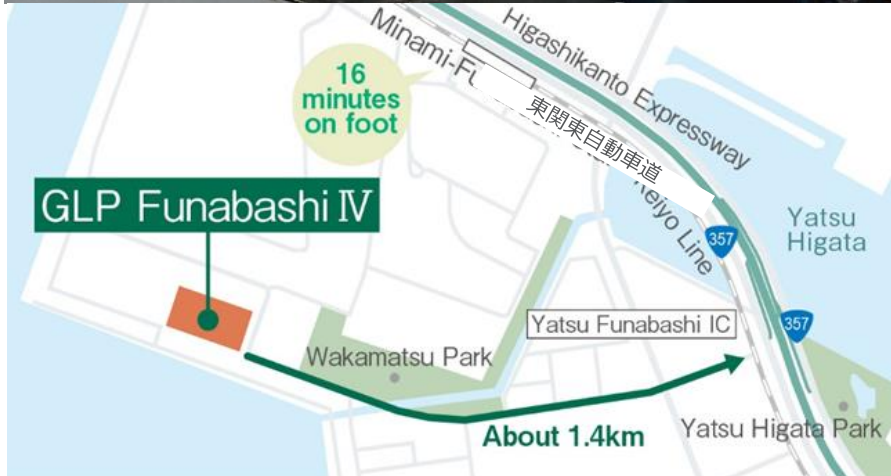 Higashikanto Expressway
Minami-Fu
16
minutes
on foot
東関東自動車道
Keiyo Line
GLP Funabashi Ⅳ
357
Yatsu
Higata
Yatsu Funabashi IC
357
Wakamatsu Park
About 1.4km
Yatsu Higata Park